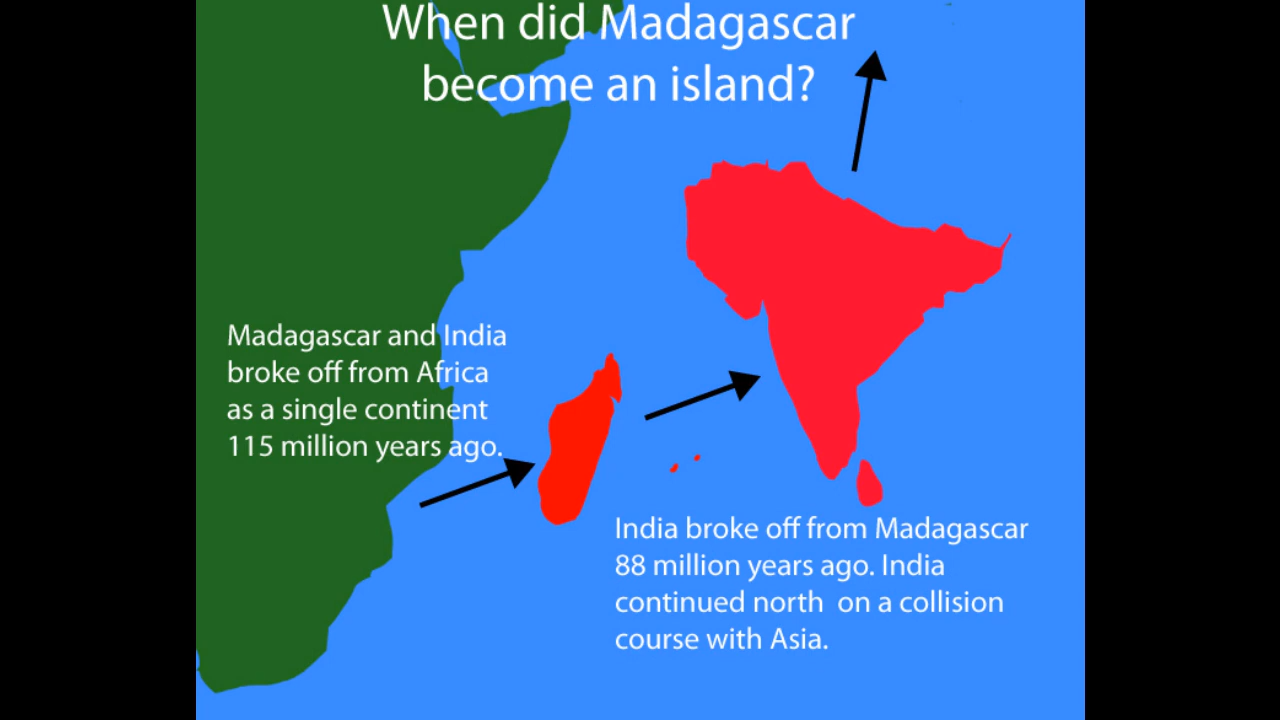 When did Madagascar
become an island?
Madagascar and India
broke off from Africa
as a single continent
115 million years ago.
India broke off from Madagascar
88 million years ago. India
continued north  on a collision
course with Asia.